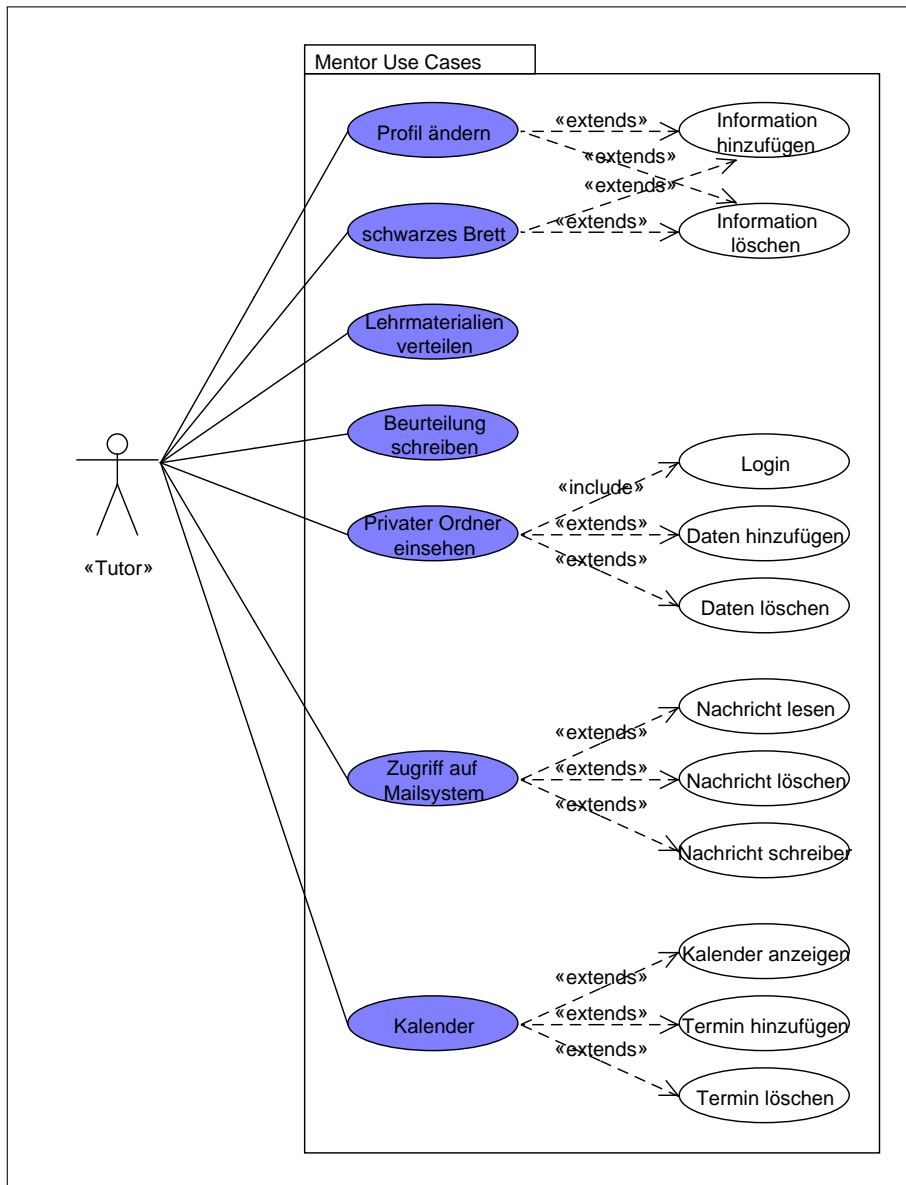 Mentor Use Cases
Profil ändern
«extends»
Information
hinzufügen
«extends»
«extends»
schwarzes Brett
«extends»
Information
löschen
Lehrmaterialien
verteilen
Beurteilung
schreiben
«Tutor»
Privater Ordner
einsehen
«include»
Login
«extends»
Daten hinzufügen
«extends»
Daten löschen
Zugriff auf
Mailsystem
«extends»
Nachricht lesen
«extends»
Nachricht löschen
«extends»
Nachricht schreiber
Kalender
«extends»
Kalender anzeigen
«extends»
Termin hinzufügen
«extends»
Termin löschen